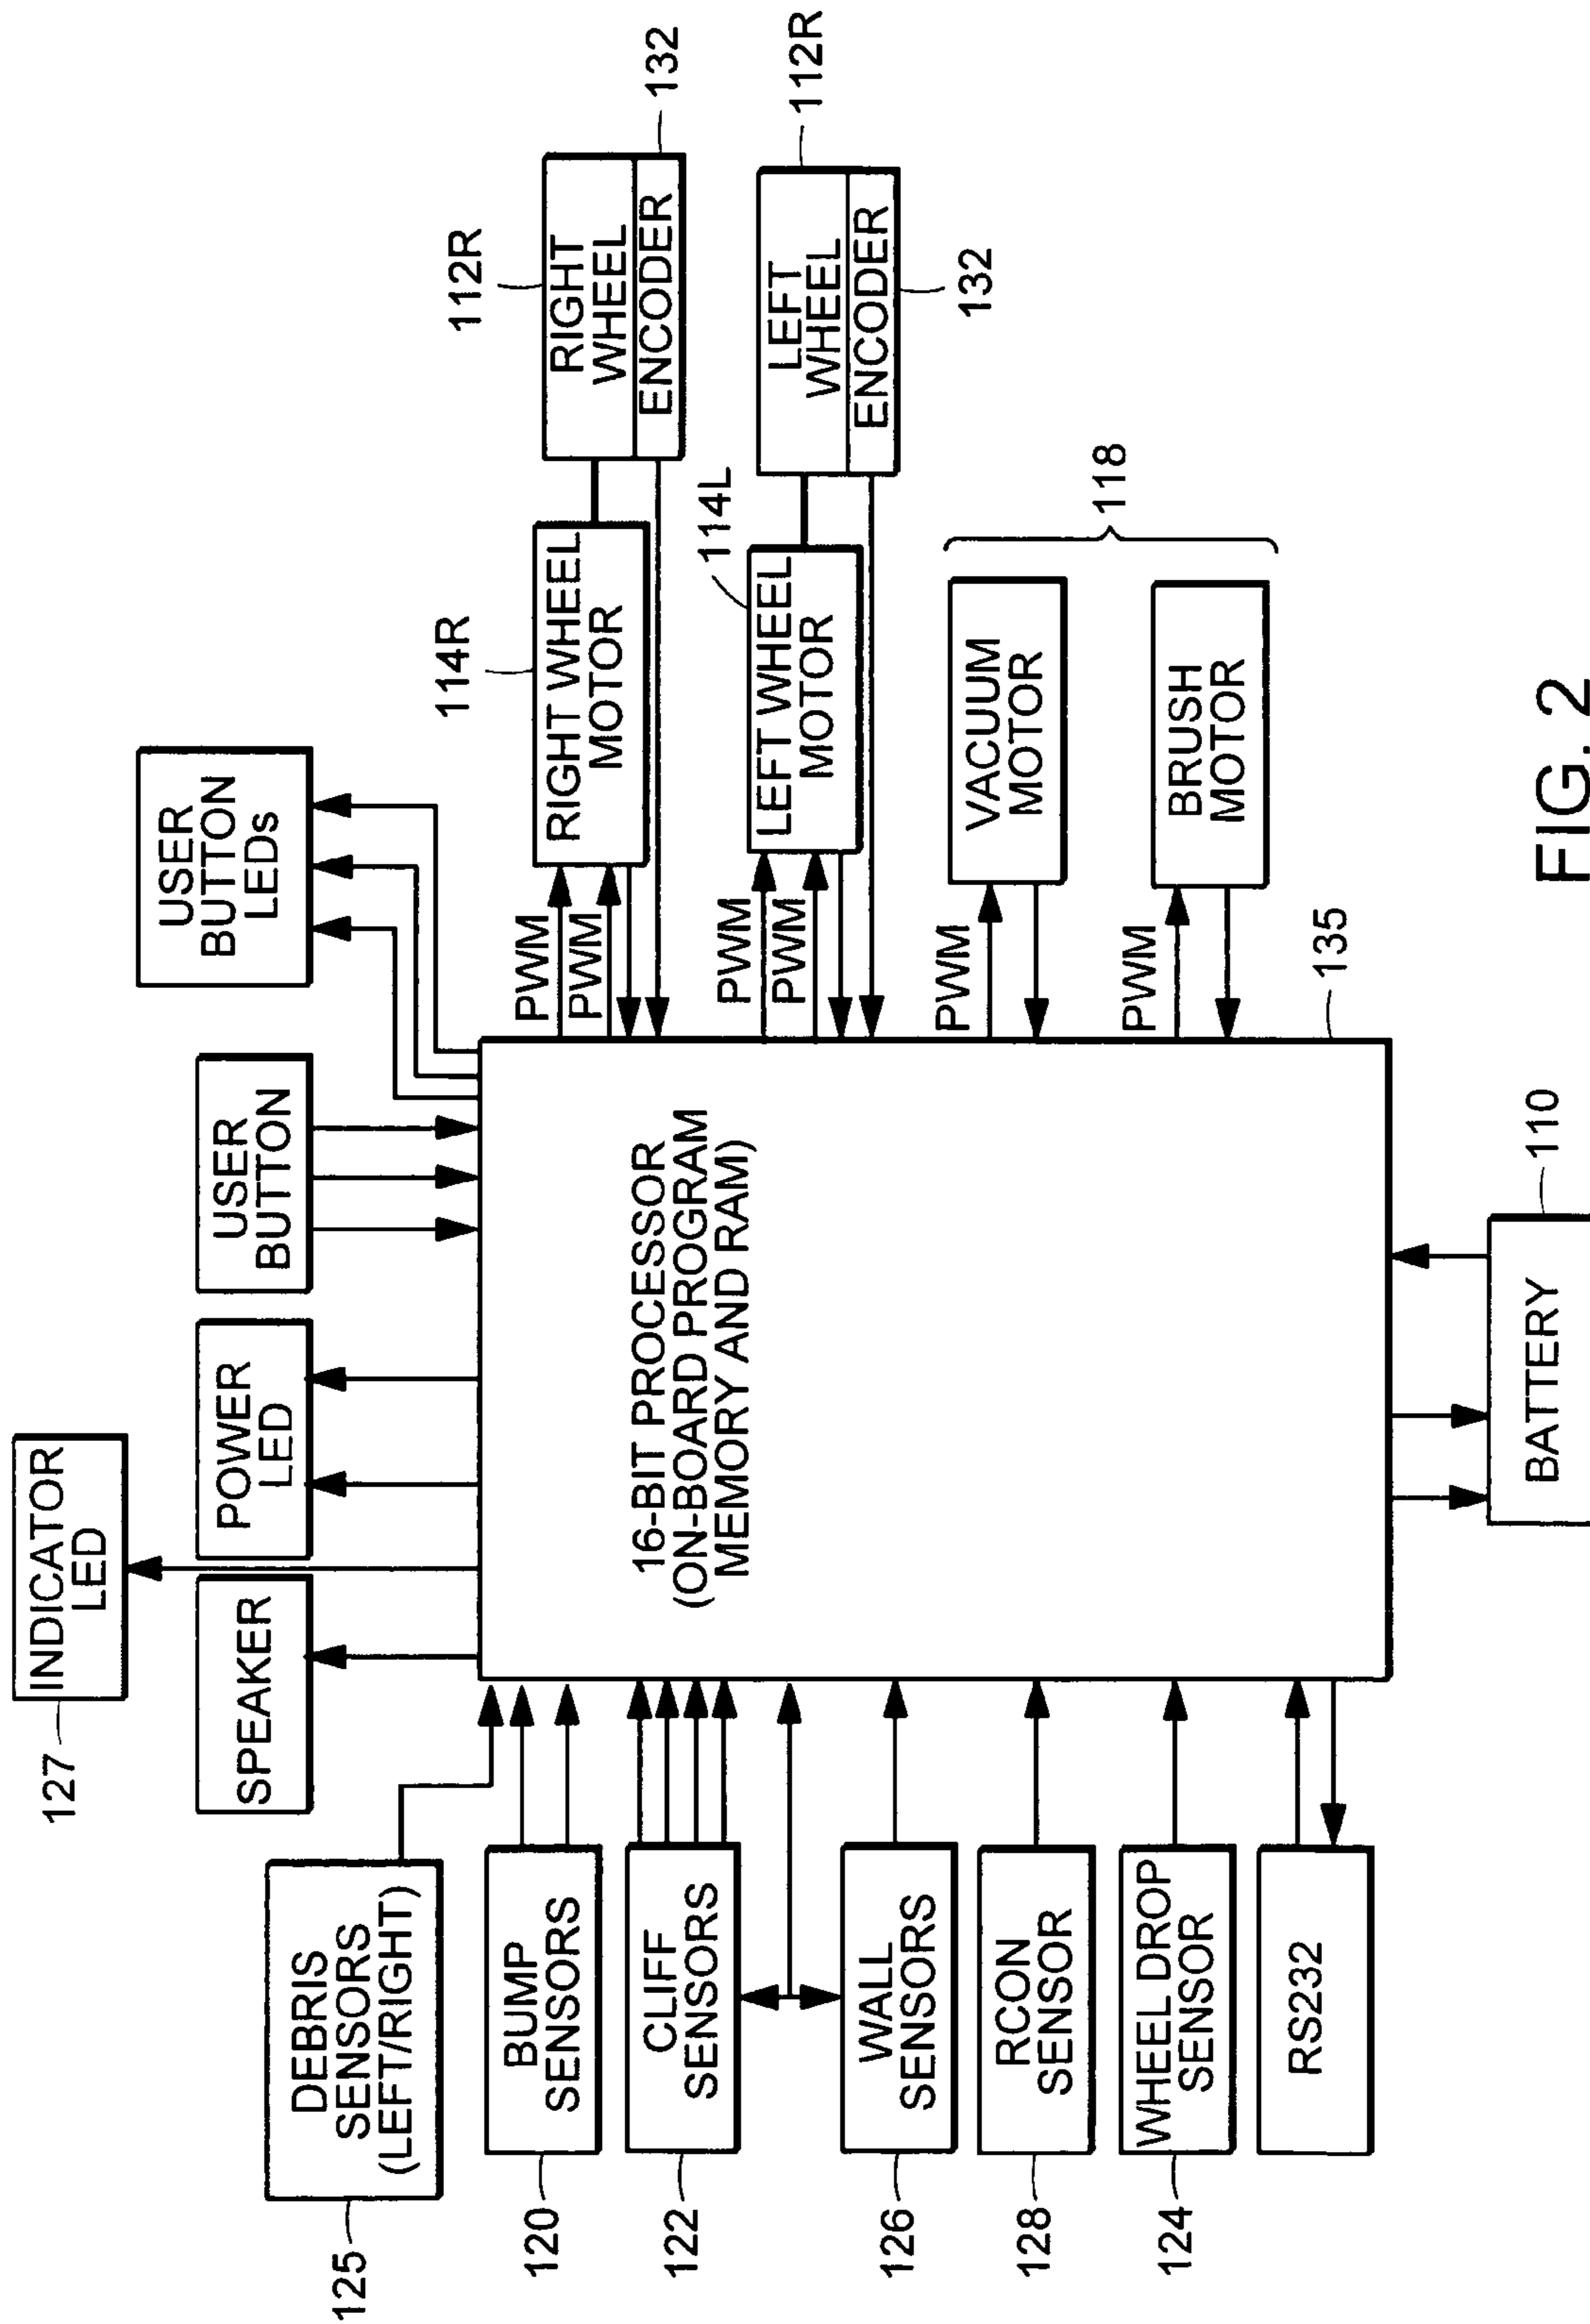 INDICATOR
LED
127
SPEAKER
POWER
LED
USER
BUTTON
USER
BUTTON
LEDs
DEBRIS
SENSORS
(LEFT/RIGHT)
125
BUMP
SENSORS
120
CLIFF
SENSORS
122
WALL
SENSORS
126
RCON
SENSOR
128
WHEEL DROP
SENSOR
124
RS232
16-BIT PROCESSOR
(ON-BOARD PROGRAM
MEMORY AND RAM)
135
BATTERY
110
PWM
PWM
RIGHT WHEEL
MOTOR
114R
RIGHT
WHEEL
ENCODER
112R
132
PWM
PWM
LEFT WHEEL
MOTOR
114L
LEFT
WHEEL
ENCODER
112R
132
PWM
VACUUM
MOTOR
118
PWM
BRUSH
MOTOR
FIG. 2